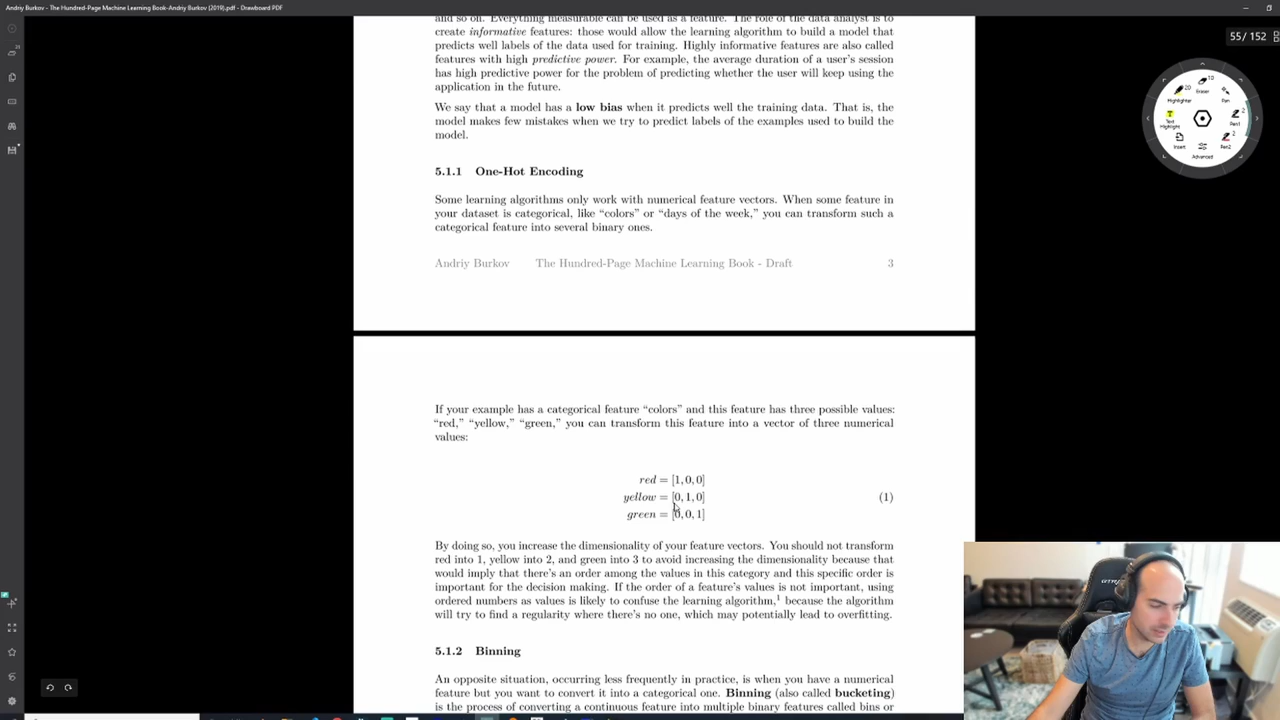 Andriy Burkov - The Hundred-Page Machine Learning Book-Andriy Burkov (2019).pdf - Drawboard PDF
55 / 152
and so on. Everything measurable can be used as a feature. The role of the data analyst is to
create informative features: those would allow the learning algorithm to build a model that
predicts well labels of the data used for training. Highly informative features are also called
features with high predictive power. For example, the average duration of a user's session
has high predictive power for the problem of predicting whether the user will keep using the
application in the future.
We say that a model has a low bias when it predicts well the training data. That is, the
model makes few mistakes when we try to predict labels of the examples used to build the
model.
5.1.1 One-Hot Encoding
Some learning algorithms only work with numerical feature vectors. When some feature in
your dataset is categorical, like “colors” or “days of the week,” you can transform such a
categorical feature into several binary ones.
Andriy Burkov The Hundred-Page Machine Learning Book - Draft 3
If your example has a categorical feature “colors” and this feature has three possible values:
“red,” “yellow,” “green,” you can transform this feature into a vector of three numerical
values:
red = [1, 0, 0]
yellow = [0, 1, 0] (1)
green = [0, 0, 1]
By doing so, you increase the dimensionality of your feature vectors. You should not transform
red into 1, yellow into 2, and green into 3 to avoid increasing the dimensionality because that
would imply that there's an order among the values in this category and this specific order is
important for the decision making. If the order of a feature's values is not important, using
ordered numbers as values is likely to confuse the learning algorithm,1 because the algorithm
will try to find a regularity where there's no one, which may potentially lead to overfitting.
5.1.2 Binning
An opposite situation, occurring less frequently in practice, is when you have a numerical
feature but you want to convert it into a categorical one. Binning (also called bucketing)
is the process of converting a continuous feature into multiple binary features called bins or
Eraser
10
Highlighter
20
Pen
Text
Highlight
Pen1
2
Insert
Pen2
2
Advanced